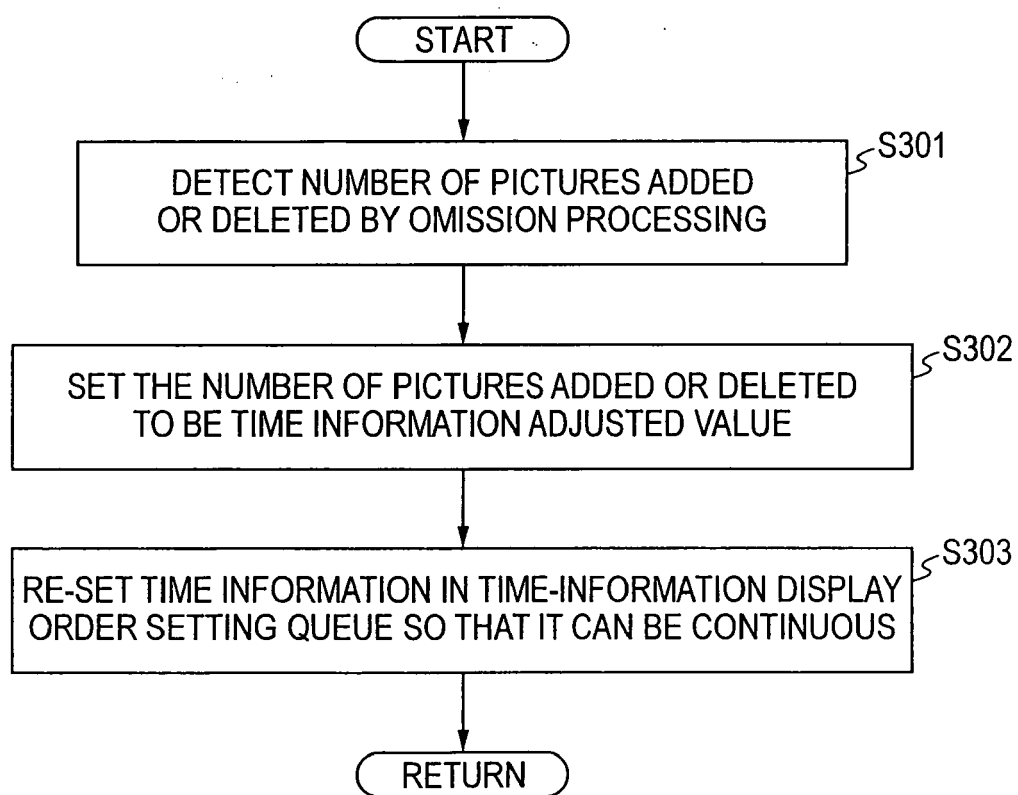 START
S301
DETECT NUMBER OF PICTURES ADDED
OR DELETED BY OMISSION PROCESSING
S302
SET THE NUMBER OF PICTURES ADDED OR DELETED
TO BE TIME INFORMATION ADJUSTED VALUE
S303
RE-SET TIME INFORMATION IN TIME-INFORMATION DISPLAY
ORDER SETTING QUEUE SO THAT IT CAN BE CONTINUOUS
RETURN